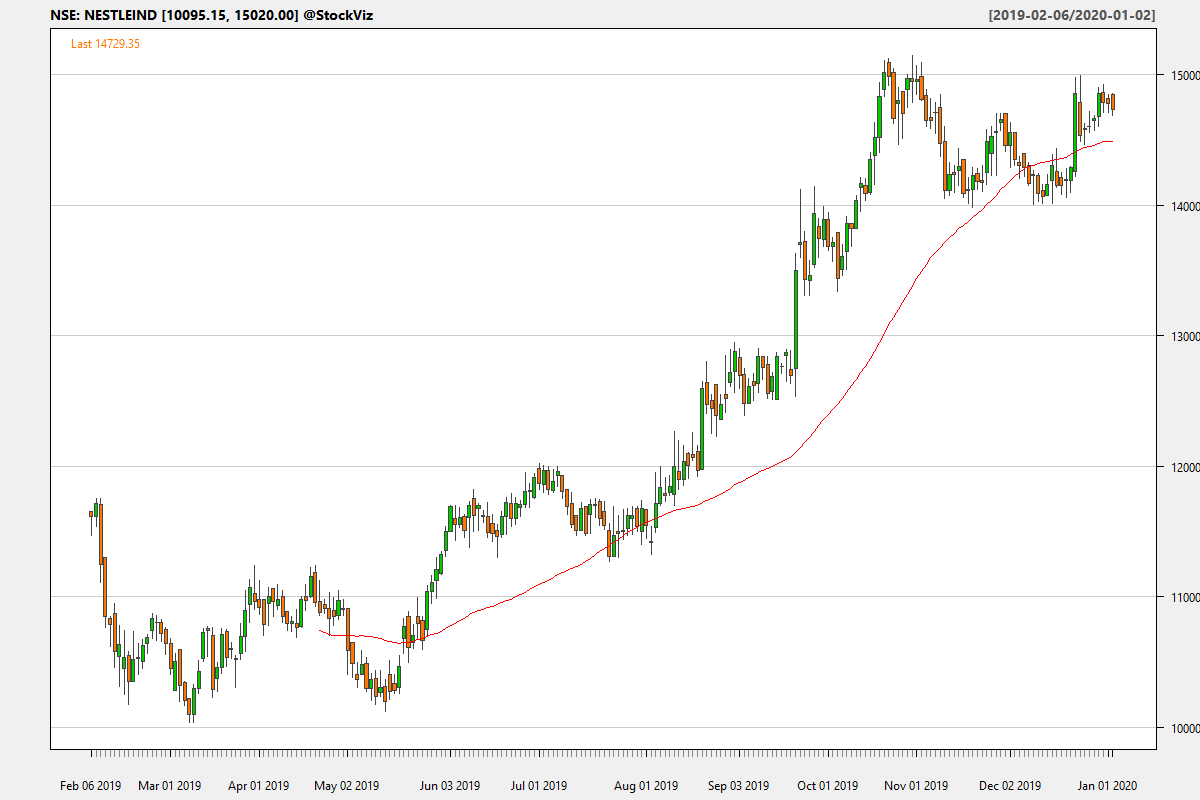 NSE: NESTLEIND [10095.15, 15020.00] @StockViz
[2019-02-06/2020-01-02]
Last 14729.35
15000
14000
13000
12000
11000
10000
Feb 06 2019
Mar 01 2019
Apr 01 2019
May 02 2019
Jun 03 2019
Jul 01 2019
Aug 01 2019
Sep 03 2019
Oct 01 2019
Nov 01 2019
Dec 02 2019
Jan 01 2020